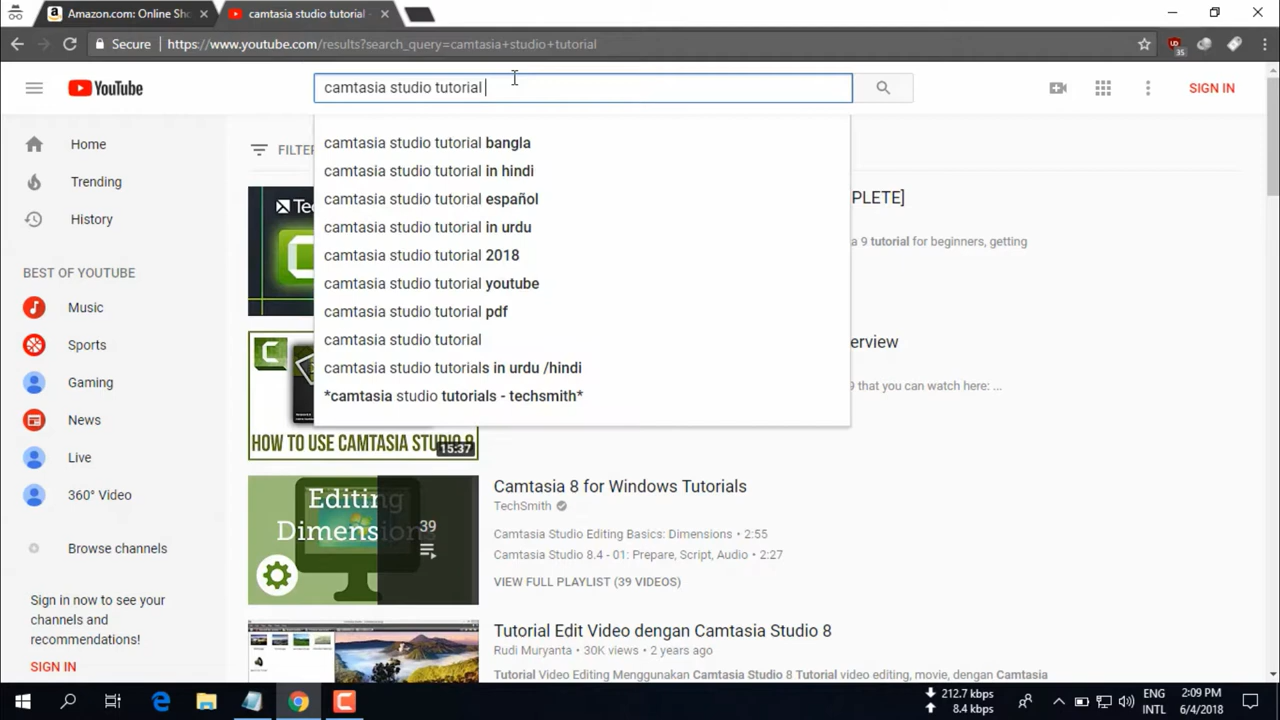 Amazon.com: Online Sho
camtasia studio tutorial -
Secure
https://www.youtube.com/results?search_query=camtasia+studio+tutorial
UD
35
YouTube
camtasia studio tutorial
SIGN IN
camtasia studio tutorial bangla
camtasia studio tutorial in hindi
camtasia studio tutorial español
camtasia studio tutorial in urdu
camtasia studio tutorial 2018
camtasia studio tutorial youtube
camtasia studio tutorial pdf
camtasia studio tutorial
camtasia studio tutorials in urdu /hindi
*camtasia studio tutorials - techsmith*
Home
Trending
History
BEST OF YOUTUBE
Music
Sports
Gaming
News
Live
360° Video
Browse channels
Sign in now to see your
channels and
recommendations!
SIGN IN
FILTER
PLETE]
a 9 tutorial for beginners, getting
erview
9 that you can watch here: ...
HOW TO USE CAMTASIA STUDIO 9
15:37
Editing
Dimensions
39
Camtasia 8 for Windows Tutorials
TechSmith
Camtasia Studio Editing Basics: Dimensions • 2:55
Camtasia Studio 8.4 - 01: Prepare, Script, Audio • 2:27
VIEW FULL PLAYLIST (39 VIDEOS)
Tutorial Edit Video dengan Camtasia Studio 8
Rudi Muryanta • 30K views • 2 years ago
Tutorial Video Editing Menggunakan Camtasia Studio 8 Tutorial video editing, movie, dengan Camtasia
212.7 kbps
8.4 kbps
ENG
INTL
2:09 PM
6/4/2018